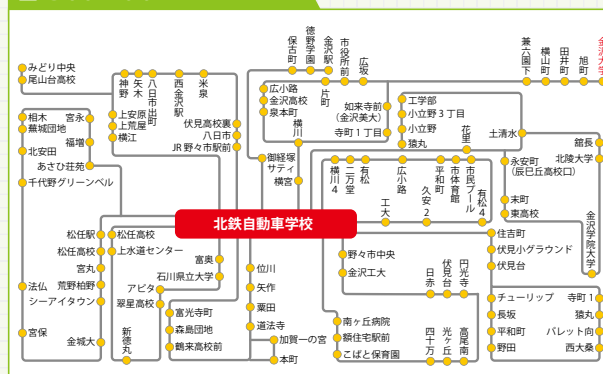 みどり中央
尾山台高校
神野
矢木
八日市出町
西金沢
米泉
保古町
徳野学園
金沢駅
市役所前
広坂
兼六園下
横山町
田井町
旭町
相木
蕪城団地
北安田
千代野グリーンベル
宮永
福増
あさひ荘苑
上安原
上荒屋
横江
伏見高校裏
八日市
JR野々市駅前
広小路
金沢高校
泉本町
片町
如来寺前
(金沢美大)
寺町1丁目
横川
御経塚
サティ
横宮
工学部
小立野3丁目
小立野
猿丸
花里
土清水
舘長
北陵大学
永安町
(辰巳丘高校口)
末町
東高校
金沢学院大学
横川4
二万堂
有松
広小路
平和町
市体育館
市民プール
有松4
工大
久安2
北鉄自動車学校
松任駅
松任高校
宮丸
荒野柏野
シーアイタウン
法仏
宮保
金城大
松任高校
上水道センター
アピタ
翠星高校
新徳丸
富奥
石川県立大学
位川
矢作
粟田
道法寺
富光寺町
森島団地
鶴来高校前
加賀一の宮
本町
野々市中央
金沢工大
日赤
伏見台
円光寺
南ヶ丘病院
額住宅駅前
こばと保育園
四十万
光ヶ丘
高尾南
住吉町
伏見小グラウンド
伏見台
チューリップ
長坂
平和町
野田
寺町1
猿丸
バレット向
西大桑